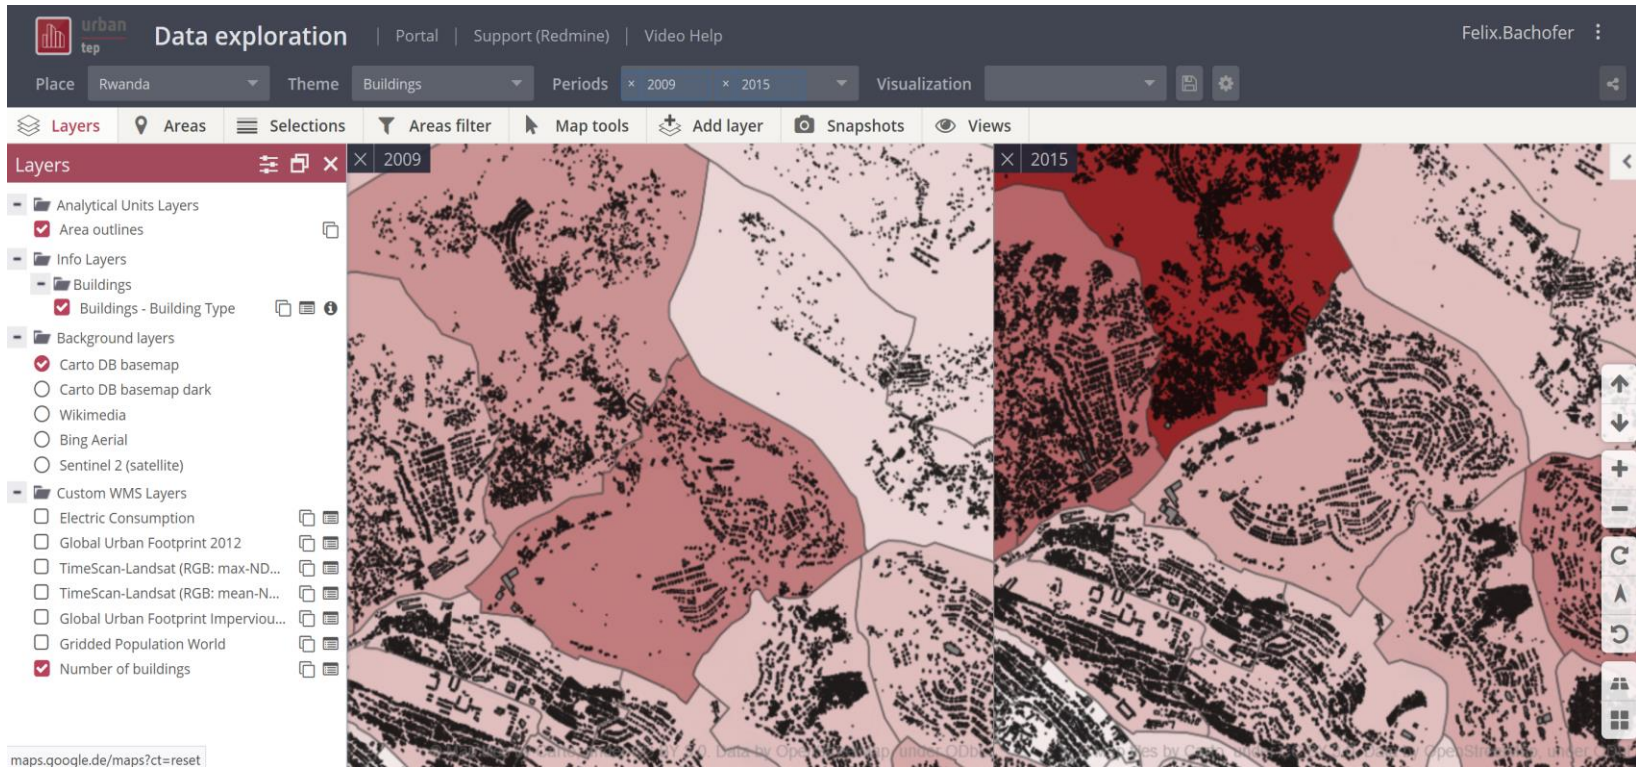 urban
tep
Data exploration | Portal | Support (Redmine) | Video Help
Felix.Bachofer
Place Rwanda Theme Buildings Periods × 2009 × 2015 Visualization
Layers Areas Selections Areas filter Map tools Add layer Snapshots Views
Layers
2009
2015
Analytical Units Layers
Area outlines
Info Layers
Buildings
Buildings - Building Type
Background layers
Carto DB basemap
Carto DB basemap dark
Wikimedia
Bing Aerial
Sentinel 2 (satellite)
Custom WMS Layers
Electric Consumption
Global Urban Footprint 2012
TimeScan-Landsat (RGB: max-ND...
TimeScan-Landsat (RGB: mean-N...
Global Urban Footprint Imperviou...
Gridded Population World
Number of buildings
maps.google.de/maps?ct=reset